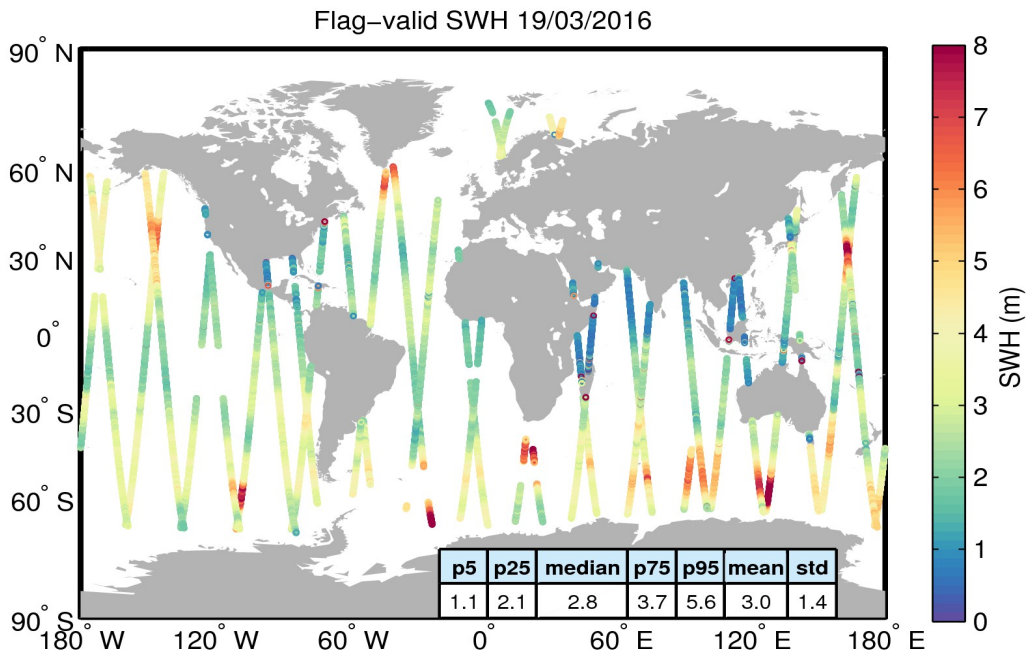 Flag−valid SWH 19/03/2016
90° N
60° N
30° N
0°
30° S
60° S
90° S
180° W
120° W
60° W
0°
60° E
120° E
180° E
p5 p25 median p75 p95 mean std
1.1 2.1 2.8 3.7 5.6 3.0 1.4
8
7
6
5
4
3
2
1
0
SWH (m)